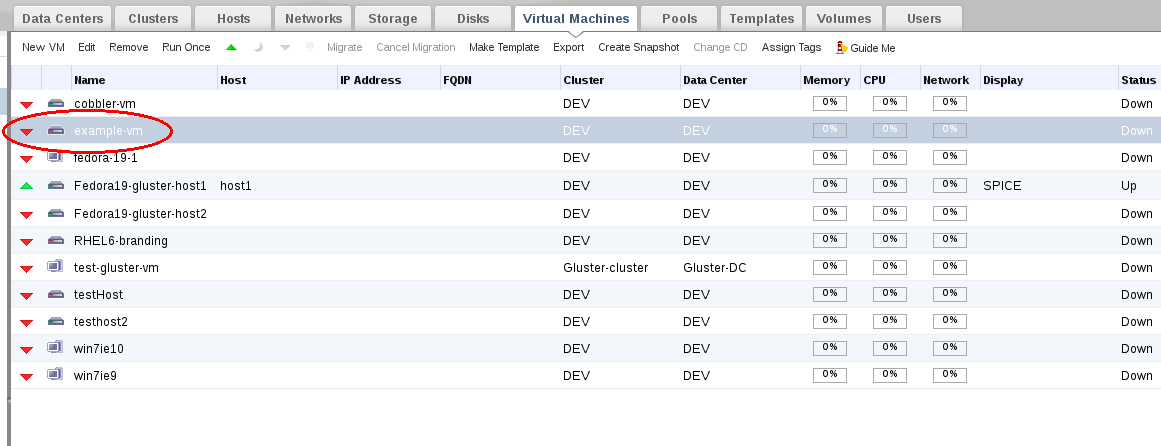 Data Centers Clusters Hosts Networks Storage Disks Virtual Machines Pools Templates Volumes Users
New VM Edit Remove Run Once Migrate Cancel Migration Make Template Export Create Snapshot Change CD Assign Tags Guide Me
Name Host IP Address FQDN Cluster Data Center Memory CPU Network Display Status
cobbler-vm DEV DEV 0% 0% 0% Down
example-vm DEV DEV 0% 0% 0% Down
fedora-19-1 DEV DEV 0% 0% 0% Down
Fedora19-gluster-host1 host1 DEV DEV 0% 0% 0% SPICE Up
Fedora19-gluster-host2 DEV DEV 0% 0% 0% Down
RHEL6-branding DEV DEV 0% 0% 0% Down
test-gluster-vm Gluster-cluster Gluster-DC 0% 0% 0% Down
testHost DEV DEV 0% 0% 0% Down
testhost2 DEV DEV 0% 0% 0% Down
win7ie10 DEV DEV 0% 0% 0% Down
win7ie9 DEV DEV 0% 0% 0% Down